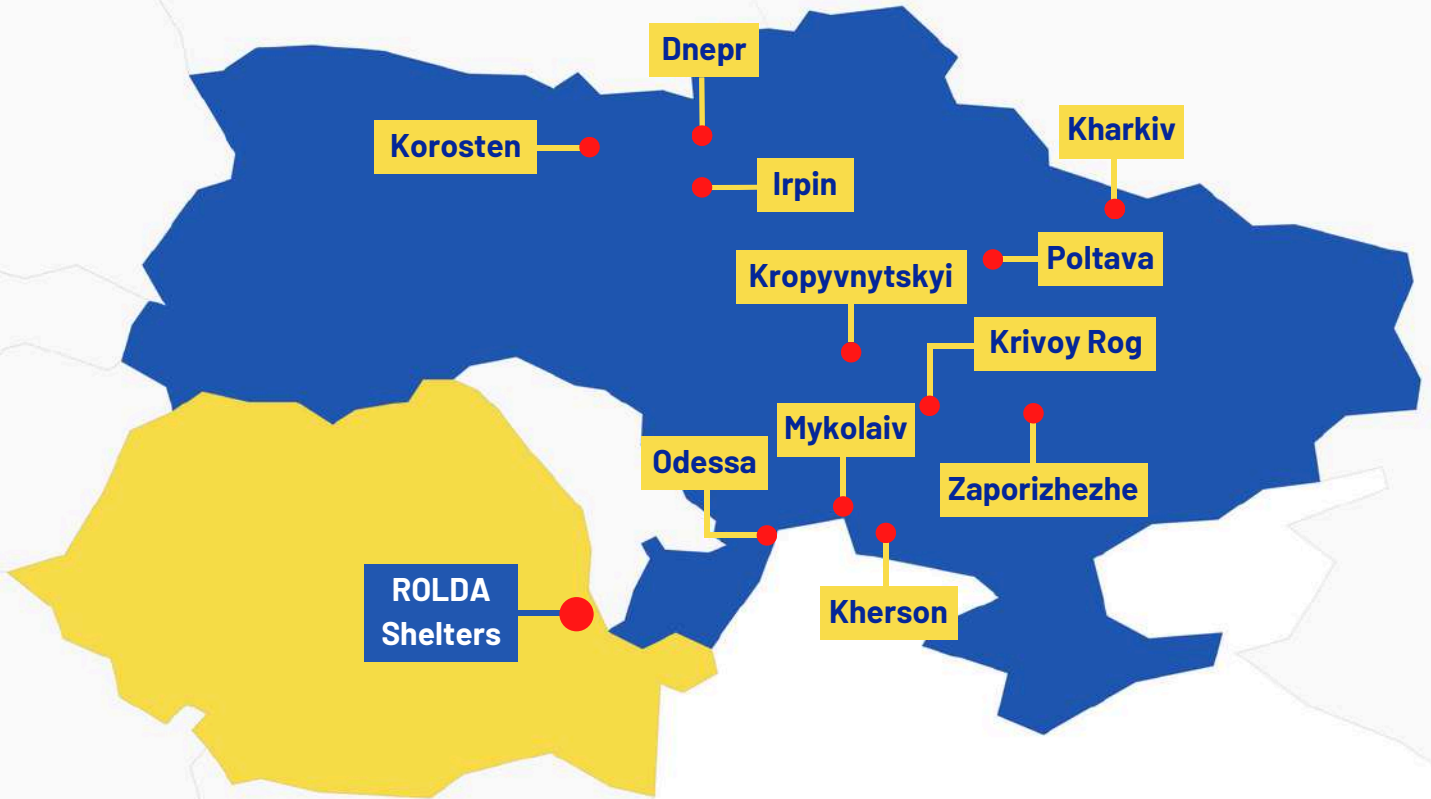 Dnepr
Kharkiv
Korosten
Irpin
Poltava
Kropyvnytskyi
Krivoy Rog
Mykolaiv
Odessa
Zaporizhezhe
ROLDA
Shelters
Kherson